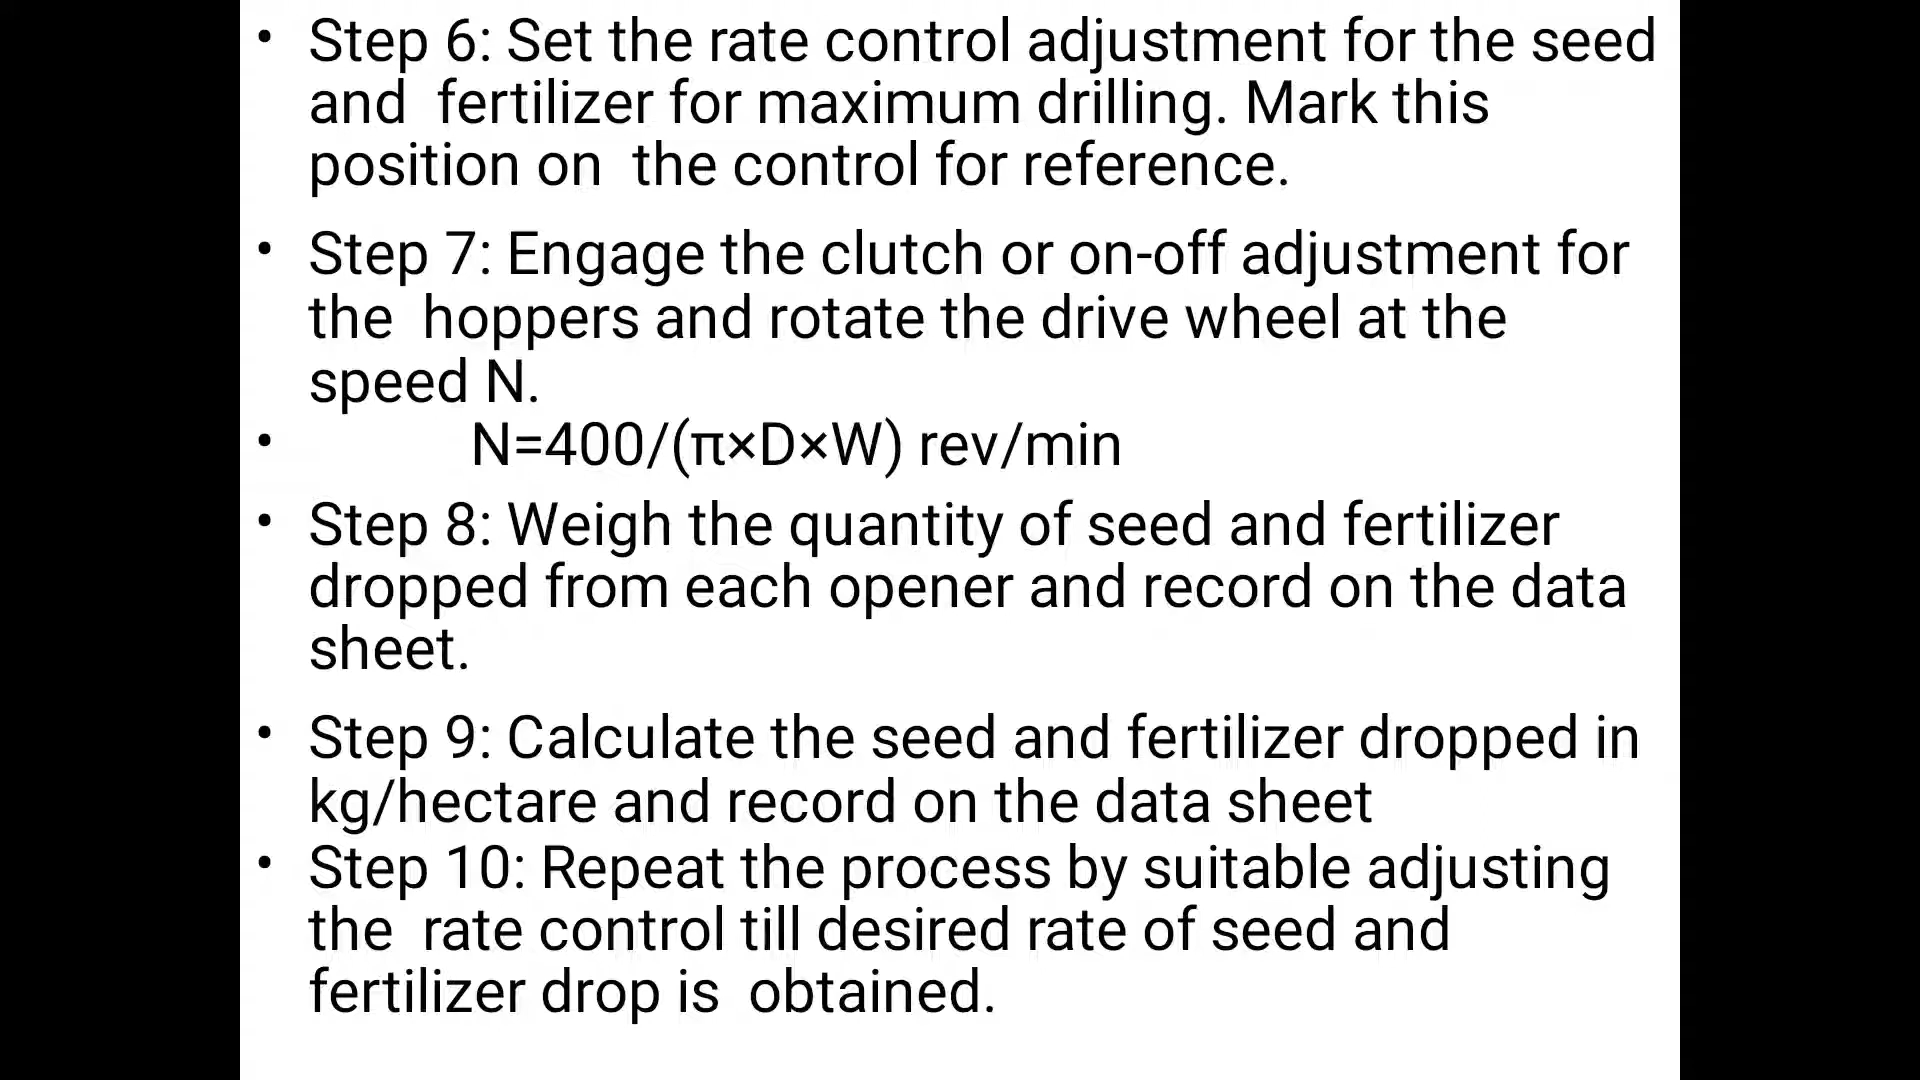 • Step 6: Set the rate control adjustment for the seed
and fertilizer for maximum drilling. Mark this
position on the control for reference.
• Step 7: Engage the clutch or on-off adjustment for
the hoppers and rotate the drive wheel at the
speed N.
• N=400/(π×D×W) rev/min
• Step 8: Weigh the quantity of seed and fertilizer
dropped from each opener and record on the data
sheet.
• Step 9: Calculate the seed and fertilizer dropped in
kg/hectare and record on the data sheet
• Step 10: Repeat the process by suitable adjusting
the rate control till desired rate of seed and
fertilizer drop is obtained.